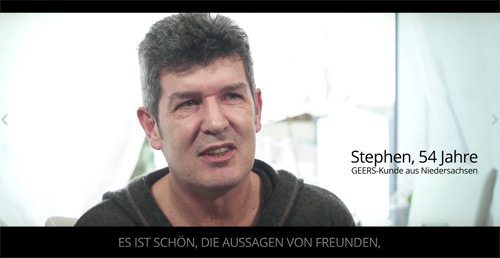 Stephen, 54 Jahre
GEERS-Kunde aus Niedersachsen
ES IST SCHÖN, DIE AUSSAGEN VON FREUNDEN,